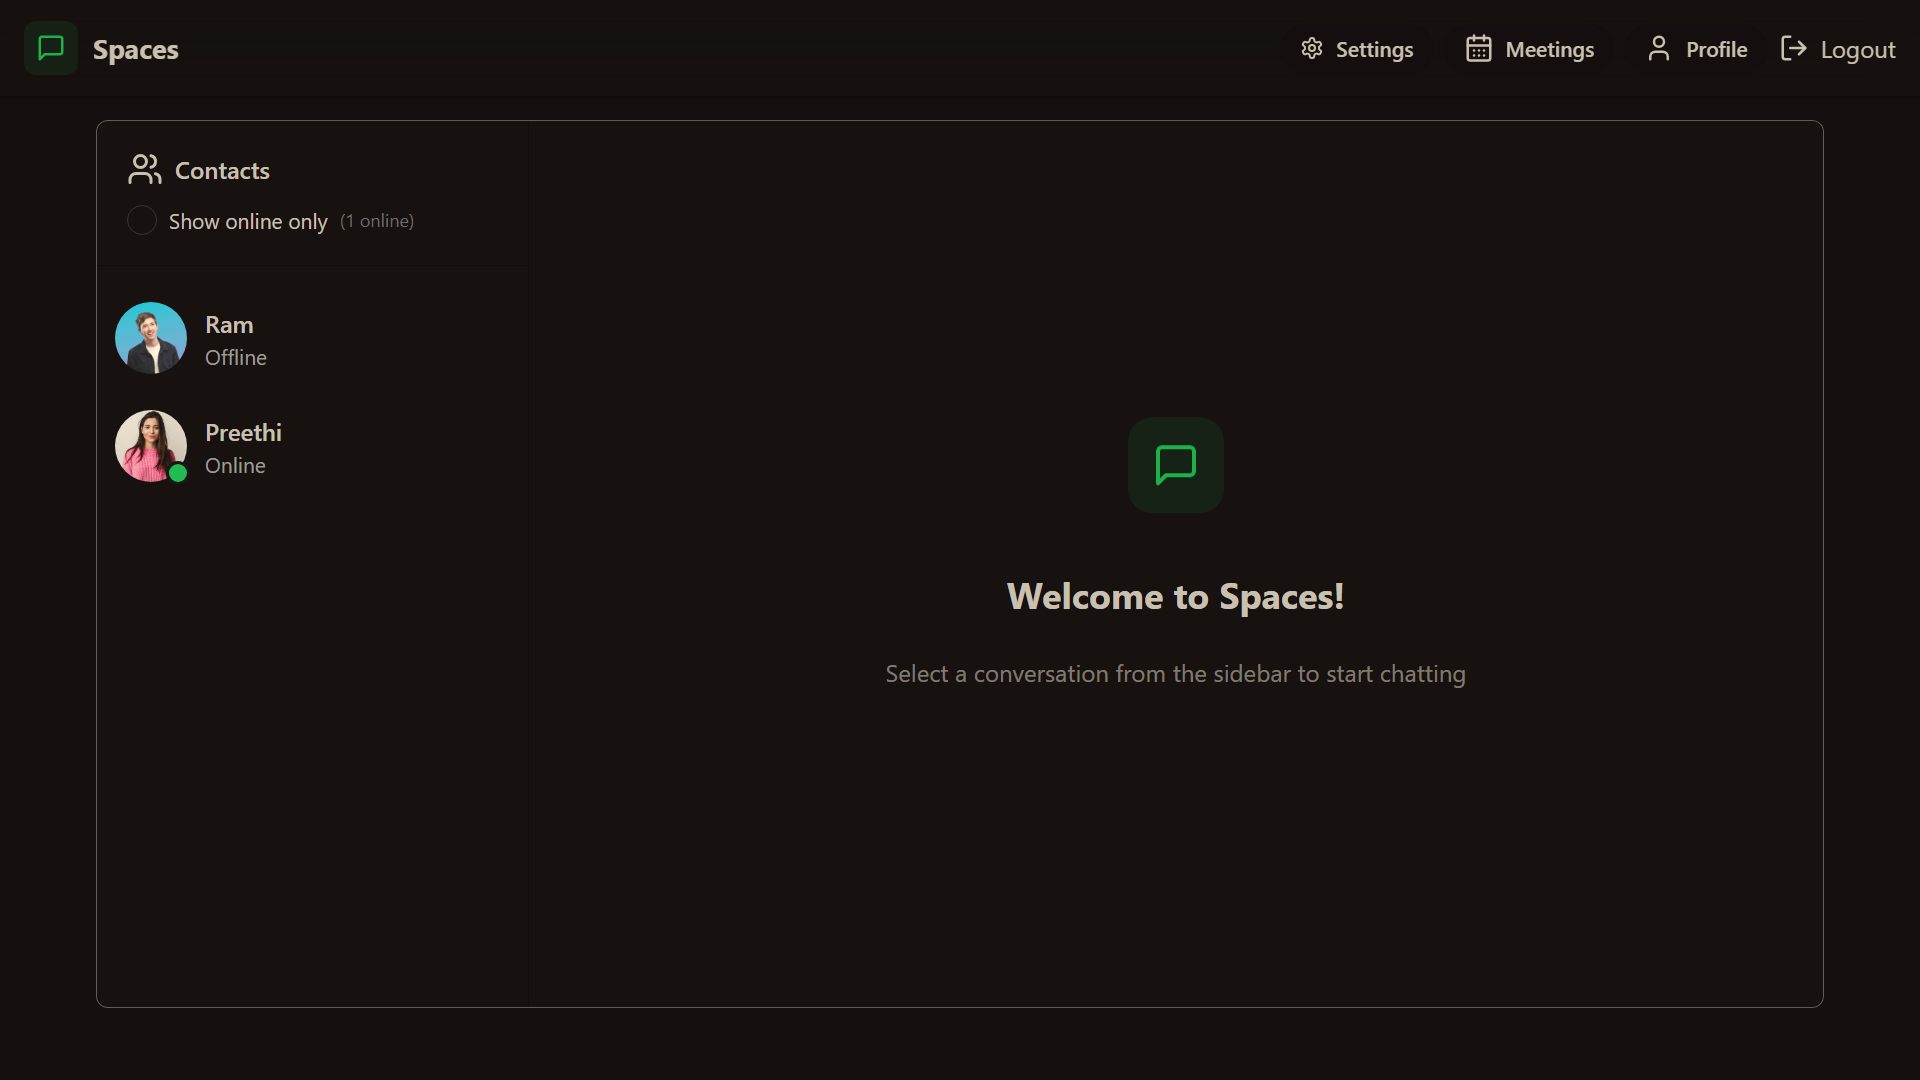 Spaces
Settings
Meetings
Profile
Logout
Contacts
Show online only (1 online)
Ram
Offline
Preethi
Online
Welcome to Spaces!
Select a conversation from the sidebar to start chatting